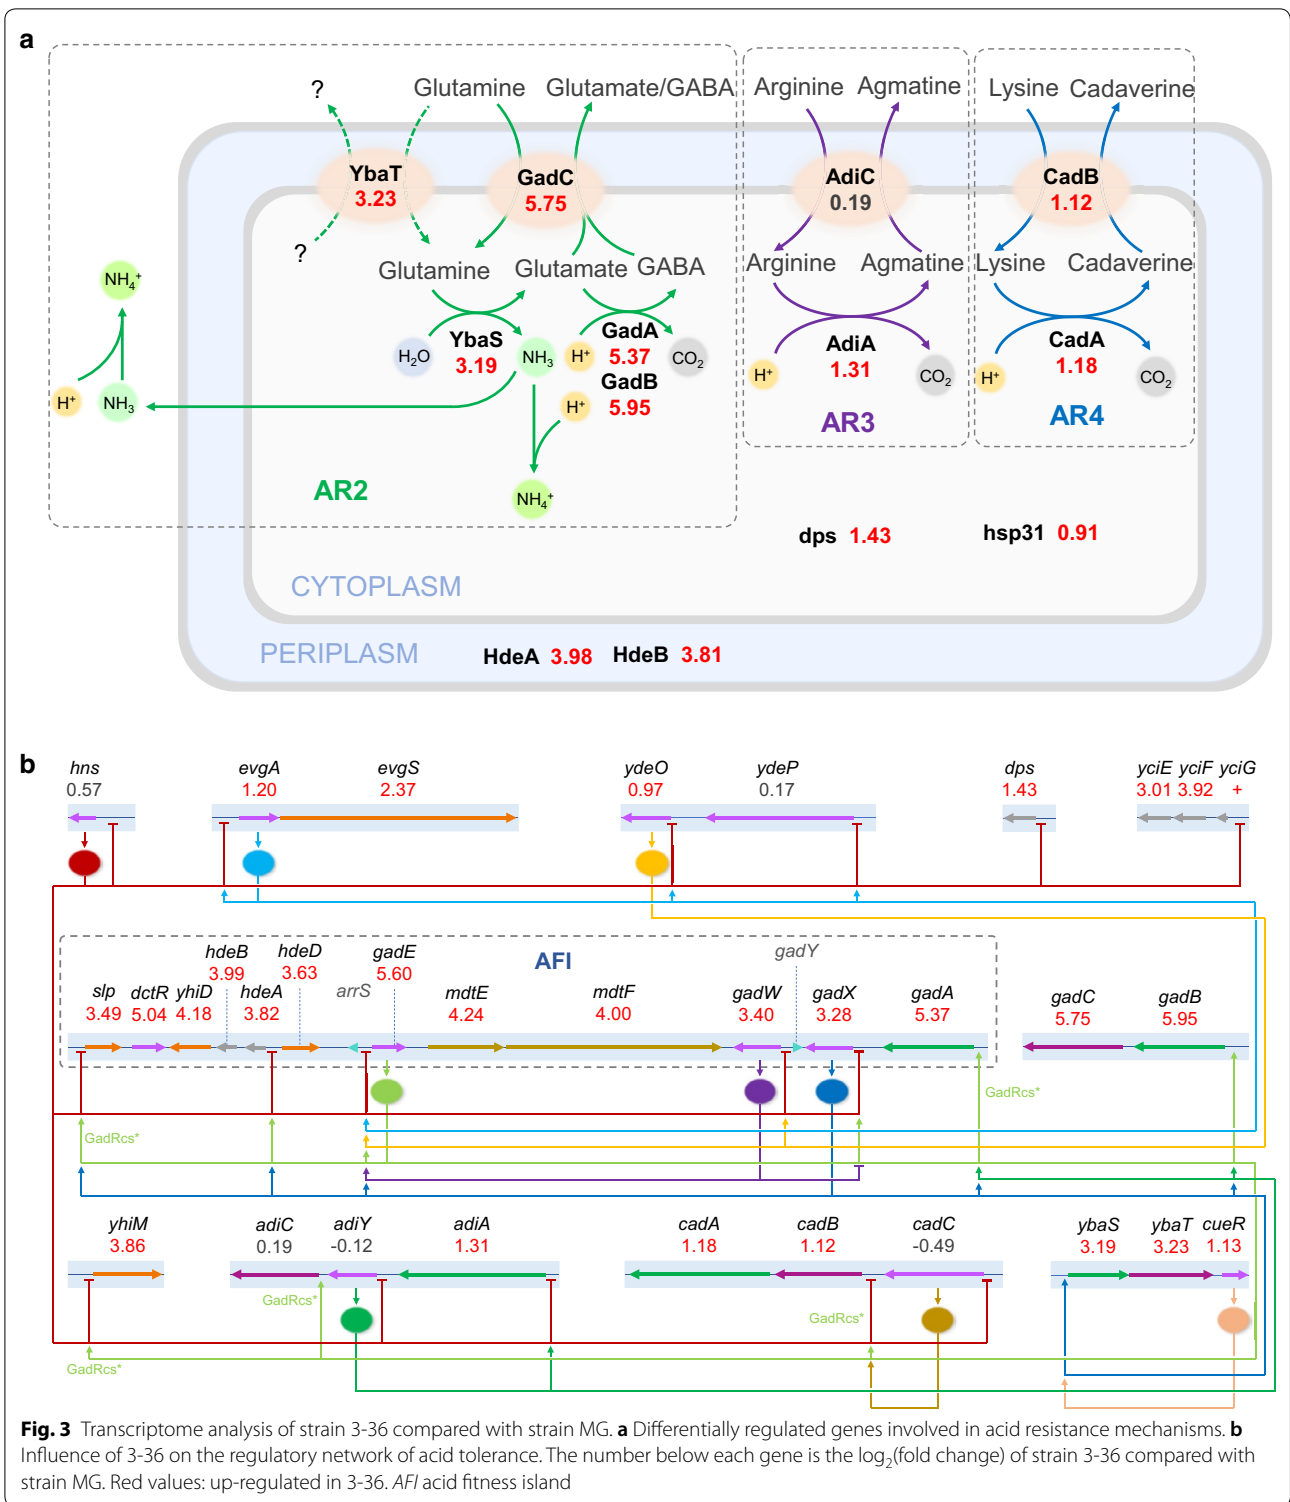 a
?
Glutamine
Glutamate/GABA
Arginine
Agmatine
Lysine
Cadaverine
YbaT
3.23
GadC
5.75
AdiC
0.19
CadB
1.12
?
NH4+
Glutamine
Glutamate
GABA
Arginine
Agmatine
Lysine
Cadaverine
H2O
YbaS
3.19
NH3
H+
GadA
5.37
CO2
GadB
5.95
H+
H+
AdiA
1.31
CO2
H+
CadA
1.18
CO2
H+
NH3
AR3
AR4
AR2
NH4+
dps 1.43
hsp31 0.91
CYTOPLASM
PERIPLASM
HdeA 3.98
HdeB 3.81
b
hns
0.57
evgA
1.20
evgS
2.37
ydeO
0.97
ydeP
0.17
dps
1.43
yciE yciF yciG
3.01 3.92 +
AFI
hdeB
3.99
hdeD
3.63
gadE
5.60
gadY
slp
3.49
dctR
5.04
yhiD
4.18
hdeA
3.82
arrS
mdtE
4.24
mdtF
4.00
gadW
3.40
gadX
3.28
gadA
5.37
gadC
5.75
gadB
5.95
GadRcs*
GadRcs*
yhiM
3.86
adiC
0.19
adiY
-0.12
adiA
1.31
cadA
1.18
cadB
1.12
cadC
-0.49
ybaS
3.19
ybaT
3.23
cueR
1.13
GadRcs*
GadRcs*
GadRcs*
Fig. 3 Transcriptome analysis of strain 3-36 compared with strain MG. a Differentially regulated genes involved in acid resistance mechanisms. b
Influence of 3-36 on the regulatory network of acid tolerance. The number below each gene is the log2(fold change) of strain 3-36 compared with
strain MG. Red values: up-regulated in 3-36. AFI acid fitness island